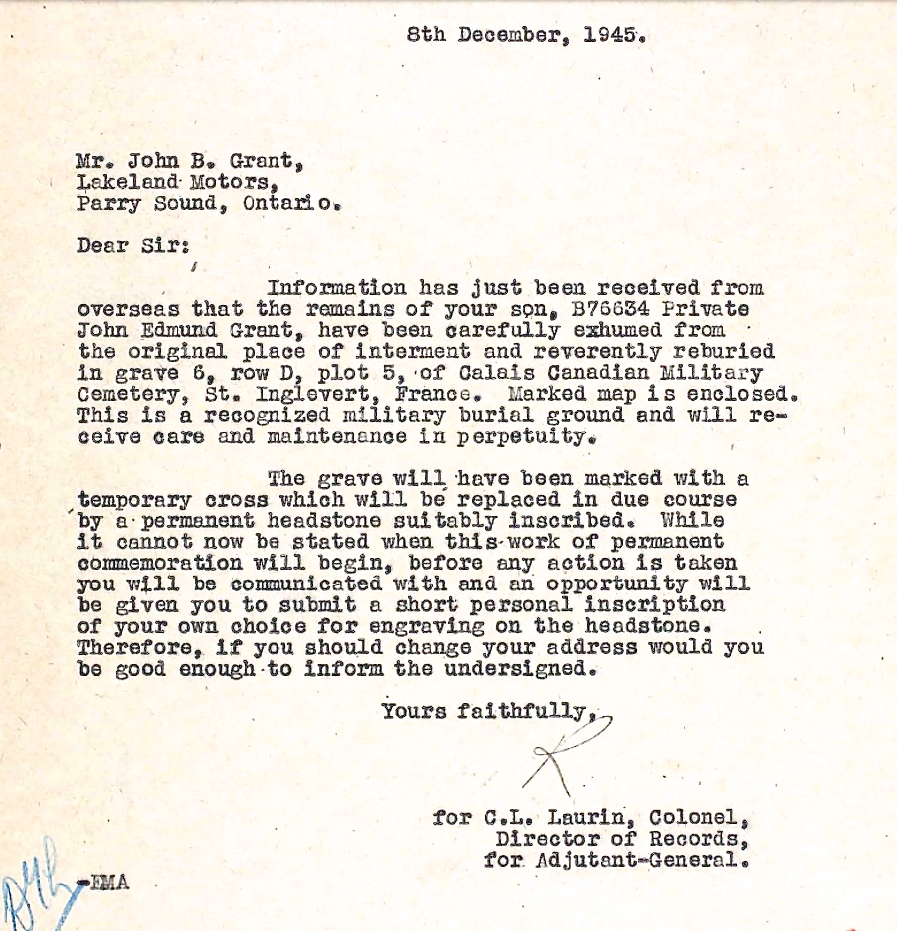 8th December, 1945.
Mr. John B. Grant,
Lakeland Motors,
Parry Sound, Ontario.
Dear Sir:
Information has just been received from
overseas that the remains of your son, B76634 Private
John Edmund Grant, have been carefully exhumed from
the original place of interment and reverently reburied
in grave 6, row D, plot 5, of Calais Canadian Military
Cemetery, St. Inglevert, France. Marked map is enclosed.
This is a recognized military burial ground and will re-
ceive care and maintenance in perpetuity.
The grave will have been marked with a
temporary cross which will be replaced in due course
by a permanent headstone suitably inscribed. While
it cannot now be stated when this work of permanent
commemoration will begin, before any action is taken
you will be communicated with and an opportunity will
be given you to submit a short personal inscription
of your own choice for engraving on the headstone.
Therefore, if you should change your address would you
be good enough to inform the undersigned.
Yours faithfully,
R
for C.L. Laurin, Colonel,
Director of Records,
for Adjutant-General.
-EMA